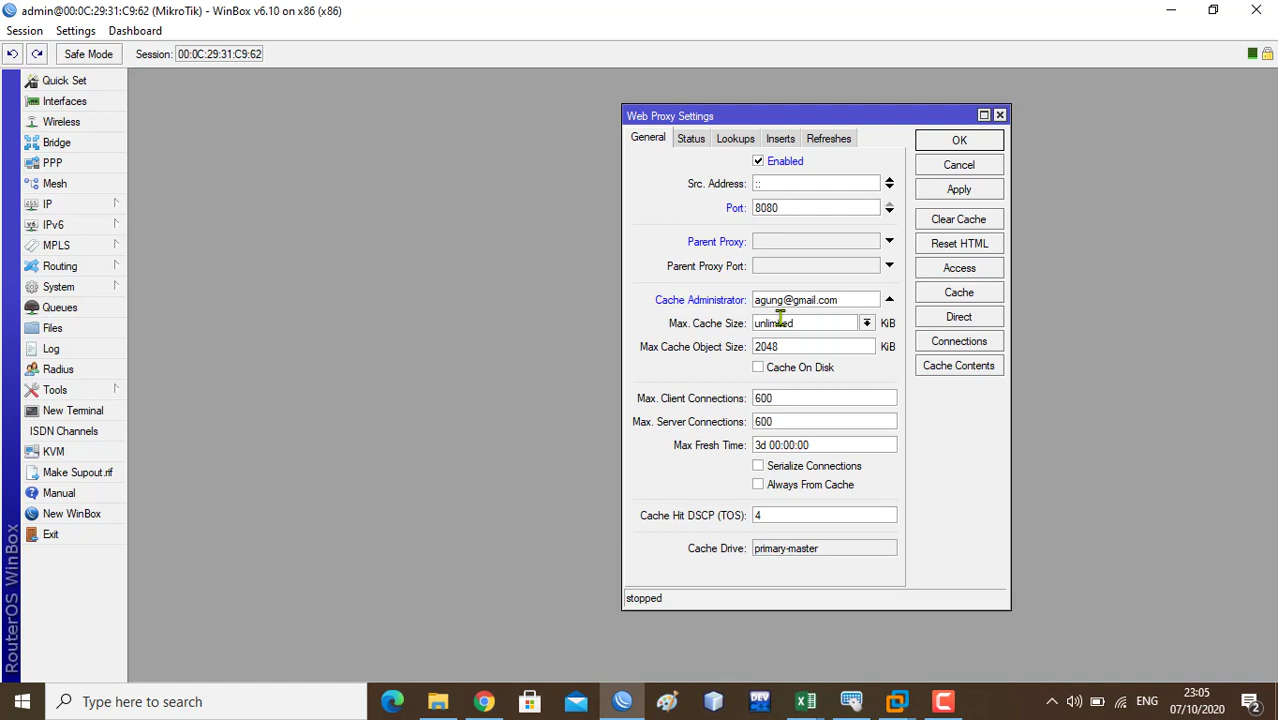 admin@00:0C:29:31:C9:62 (MikroTik) - WinBox v6.10 on x86 (x86)
Session Settings Dashboard
Safe Mode Session: 00:0C:29:31:C9:62
Quick Set
Interfaces
Wireless
Bridge
PPP
Mesh
IP
IPv6
MPLS
Routing
System
Queues
Files
Log
Radius
Tools
New Terminal
ISDN Channels
KVM
Make Supout.rif
Manual
New WinBox
Exit
RouterOS WinBox
Web Proxy Settings
General Status Lookups Inserts Refreshes
Enabled
Src. Address: ::
Port: 8080
Parent Proxy:
Parent Proxy Port:
Cache Administrator: agung@gmail.com
Max. Cache Size: unlimited KiB
Max Cache Object Size: 2048 KiB
Cache On Disk
Max. Client Connections: 600
Max. Server Connections: 600
Max Fresh Time: 3d 00:00:00
Serialize Connections
Always From Cache
Cache Hit DSCP (TOS): 4
Cache Drive: primary-master
stopped
OK
Cancel
Apply
Clear Cache
Reset HTML
Access
Cache
Direct
Connections
Cache Contents
Type here to search
DEV
ENG
23:05
07/10/2020
2